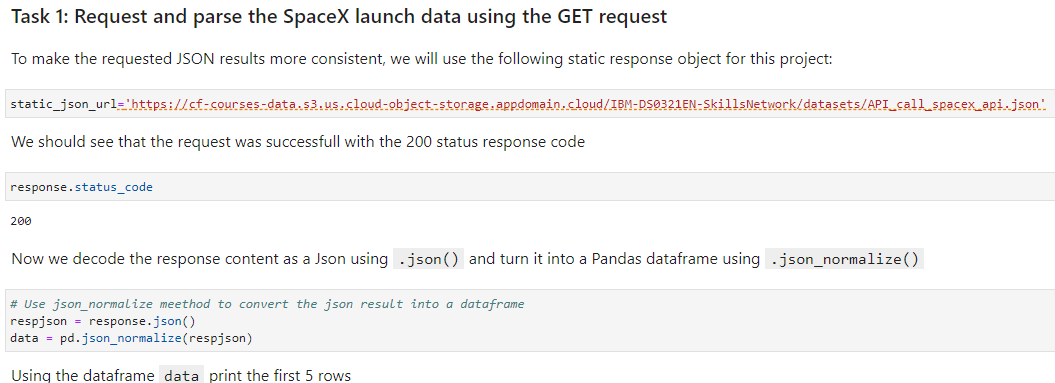 Task 1: Request and parse the SpaceX launch data using the GET request
To make the requested JSON results more consistent, we will use the following static response object for this project:
static_json_url='https://cf-courses-data.s3.us.cloud-object-storage.appdomain.cloud/IBM-DS0321EN-SkillsNetwork/datasets/API_call_spacex_api.json'
We should see that the request was successfull with the 200 status response code
response.status_code
200
Now we decode the response content as a Json using .json() and turn it into a Pandas dataframe using .json_normalize()
# Use json_normalize meethod to convert the json result into a dataframe
respjson = response.json()
data = pd.json_normalize(respjson)
Using the dataframe data print the first 5 rows